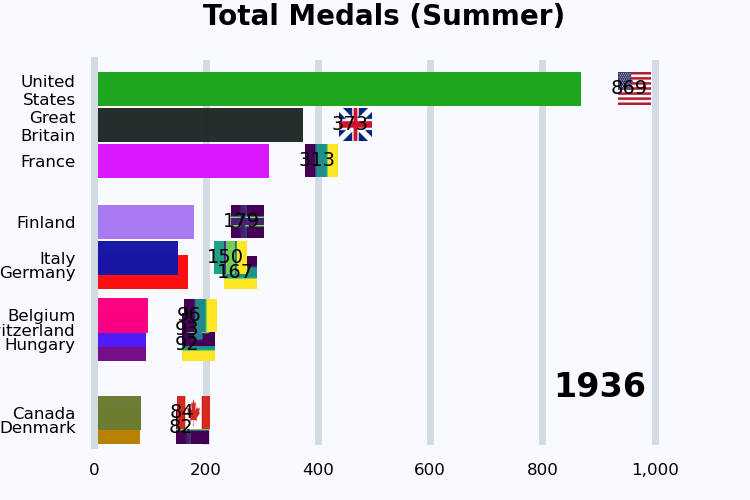 Total Medals (Summer)
United
States
869
Great
Britain
373
France
313
Finland
179
Italy
150
Germany
167
Belgium
96
itzerland
93
Hungary
92
1936
Canada
84
Denmark
82
0 200 400 600 800 1,000